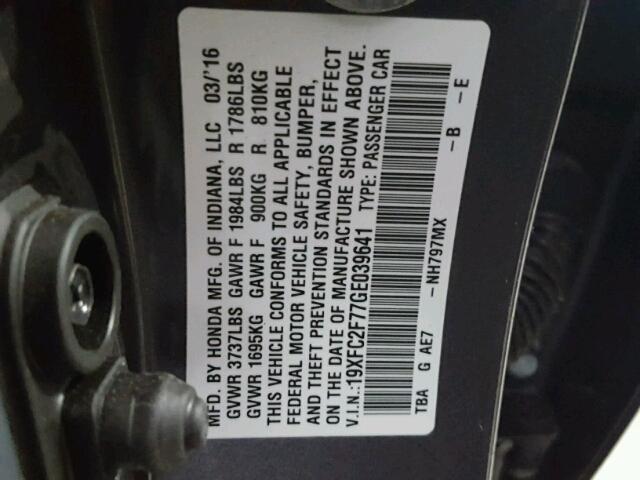 MFD. BY HONDA MFG. OF INDIANA, LLC 03/'16
GVWR 3737LBS GAWR F 1984LBS R 1786LBS
GVWR 1695KG GAWR F 900KG R. 810KG
THIS VEHICLE CONFORMS TO ALL APPLICABLE
FEDERAL MOTOR VEHICLE SAFETY, BUMPER,
AND THEFT PREVENTION STANDARDS IN EFFECT
ON THE DATE OF MANUFACTURE SHOWN ABOVE.
V.I.N.:19XFC2F77GE039641 TYPE: PASSENGER CAR
TBA G AE7 -NH797MX -B -E